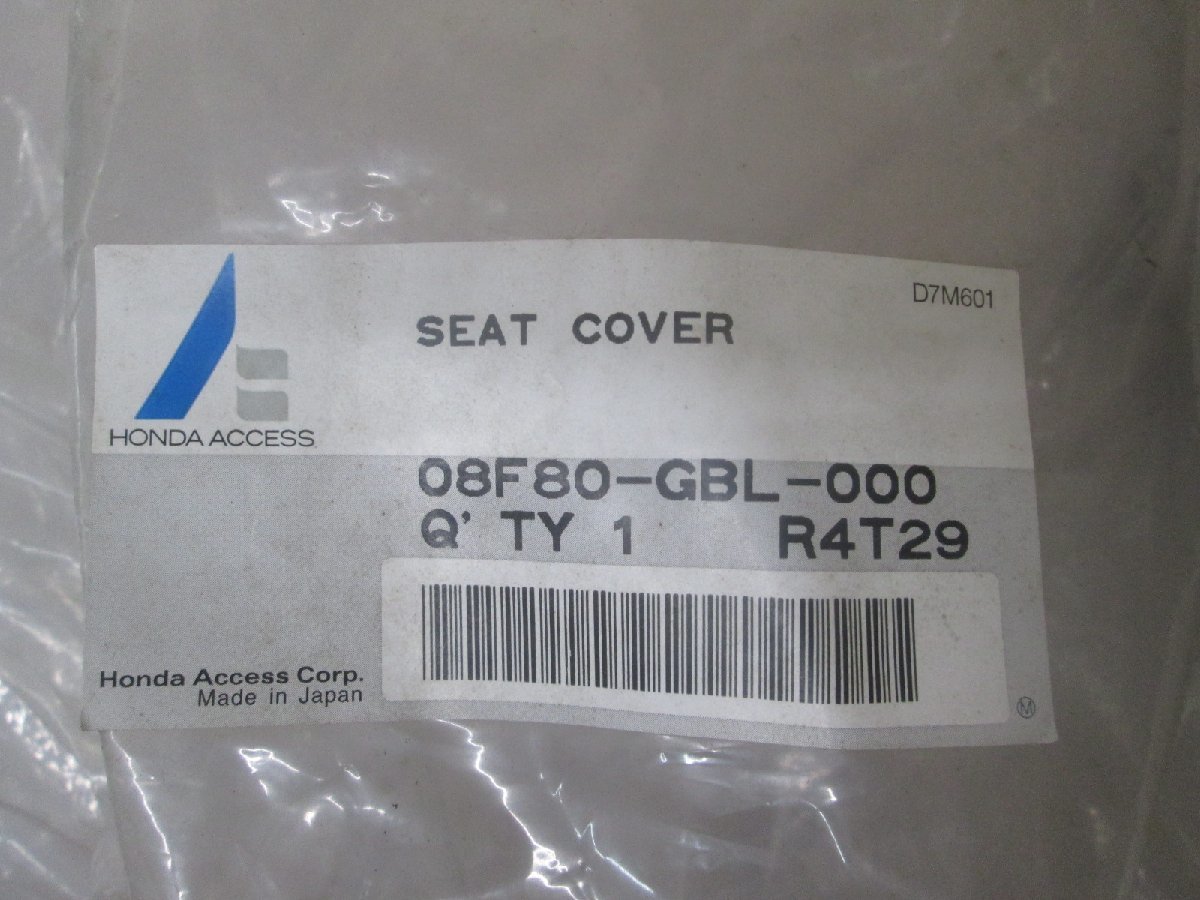 D7M601
SEAT COVER
HONDA ACCESS
08F80-GBL-000
Q'TY 1 R4T29
Honda Access Corp.
Made in Japan
M